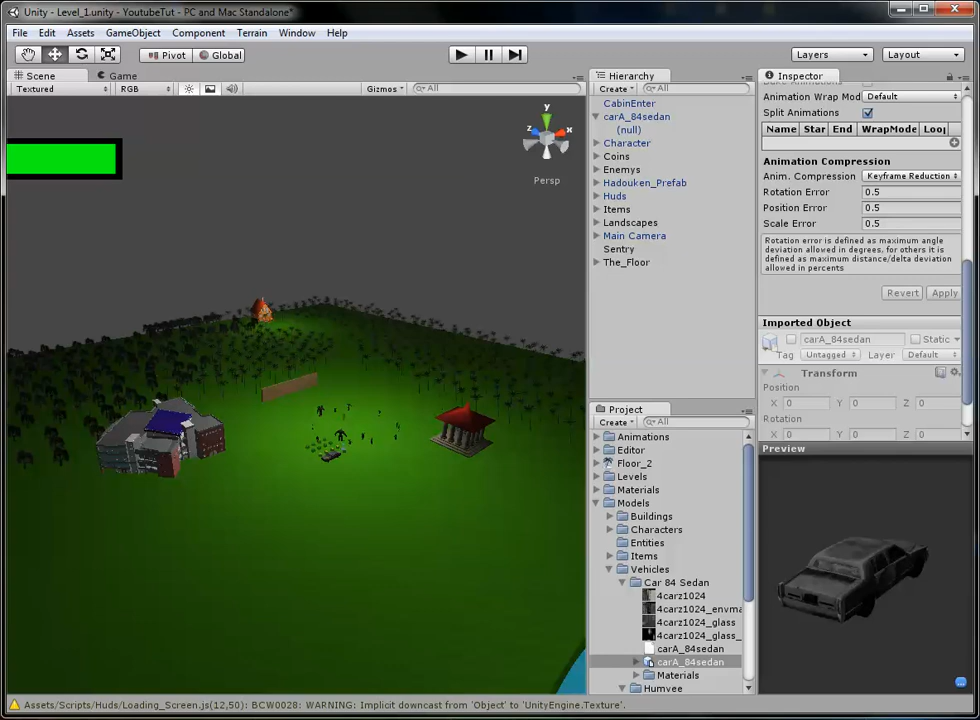 Unity - Level_1.unity - YoutubeTut - PC and Mac Standalone*
File Edit Assets GameObject Component Terrain Window Help
Pivot Global Layers Layout
Scene Game
Textured RGB Gizmos All
y
x
z
Persp
Hierarchy
Create All
CabinEnter
carA_84sedan
(null)
Character
Coins
Enemys
Hadouken_Prefab
Huds
Items
Landscapes
Main Camera
Sentry
The_Floor
Project
Create All
Animations
Editor
Floor_2
Levels
Materials
Models
Buildings
Characters
Entities
Items
Vehicles
Car 84 Sedan
4carz1024
4carz1024_envma
4carz1024_glass
4carz1024_glass_
carA_84sedan
carA_84sedan
Materials
Humvee
Inspector
Animation Wrap Mod Default
Split Animations
Name Star End WrapMode Loo
Animation Compression
Anim. Compression Keyframe Reduction
Rotation Error 0.5
Position Error 0.5
Scale Error 0.5
Rotation error is defined as maximum angle
deviation allowed in degrees, for others it is
defined as maximum distance/delta deviation
allowed in percents
Revert Apply
Imported Object
carA_84sedan Static
Tag Untagged Layer Default
Transform
Position
X 0 Y 0 Z 0
Rotation
X 0 Y 0 Z 0
Preview
Assets/Scripts/Huds/Loading_Screen.js(12,50): BCW0028: WARNING: Implicit downcast from 'Object' to 'UnityEngine.Texture'.